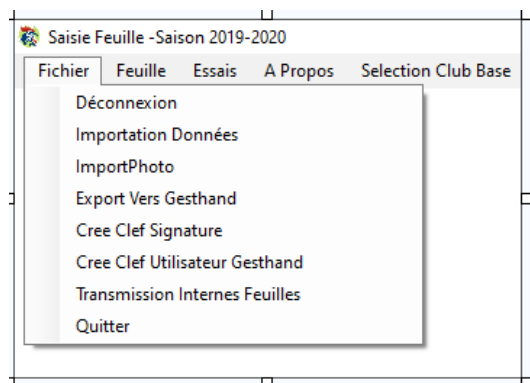 Saisie Feuille -Saison 2019-2020
Fichier Feuille Essais A Propos Selection Club Base
Déconnexion
Importation Données
ImportPhoto
Export Vers Gesthand
Cree Clef Signature
Cree Clef Utilisateur Gesthand
Transmission Internes Feuilles
Quitter